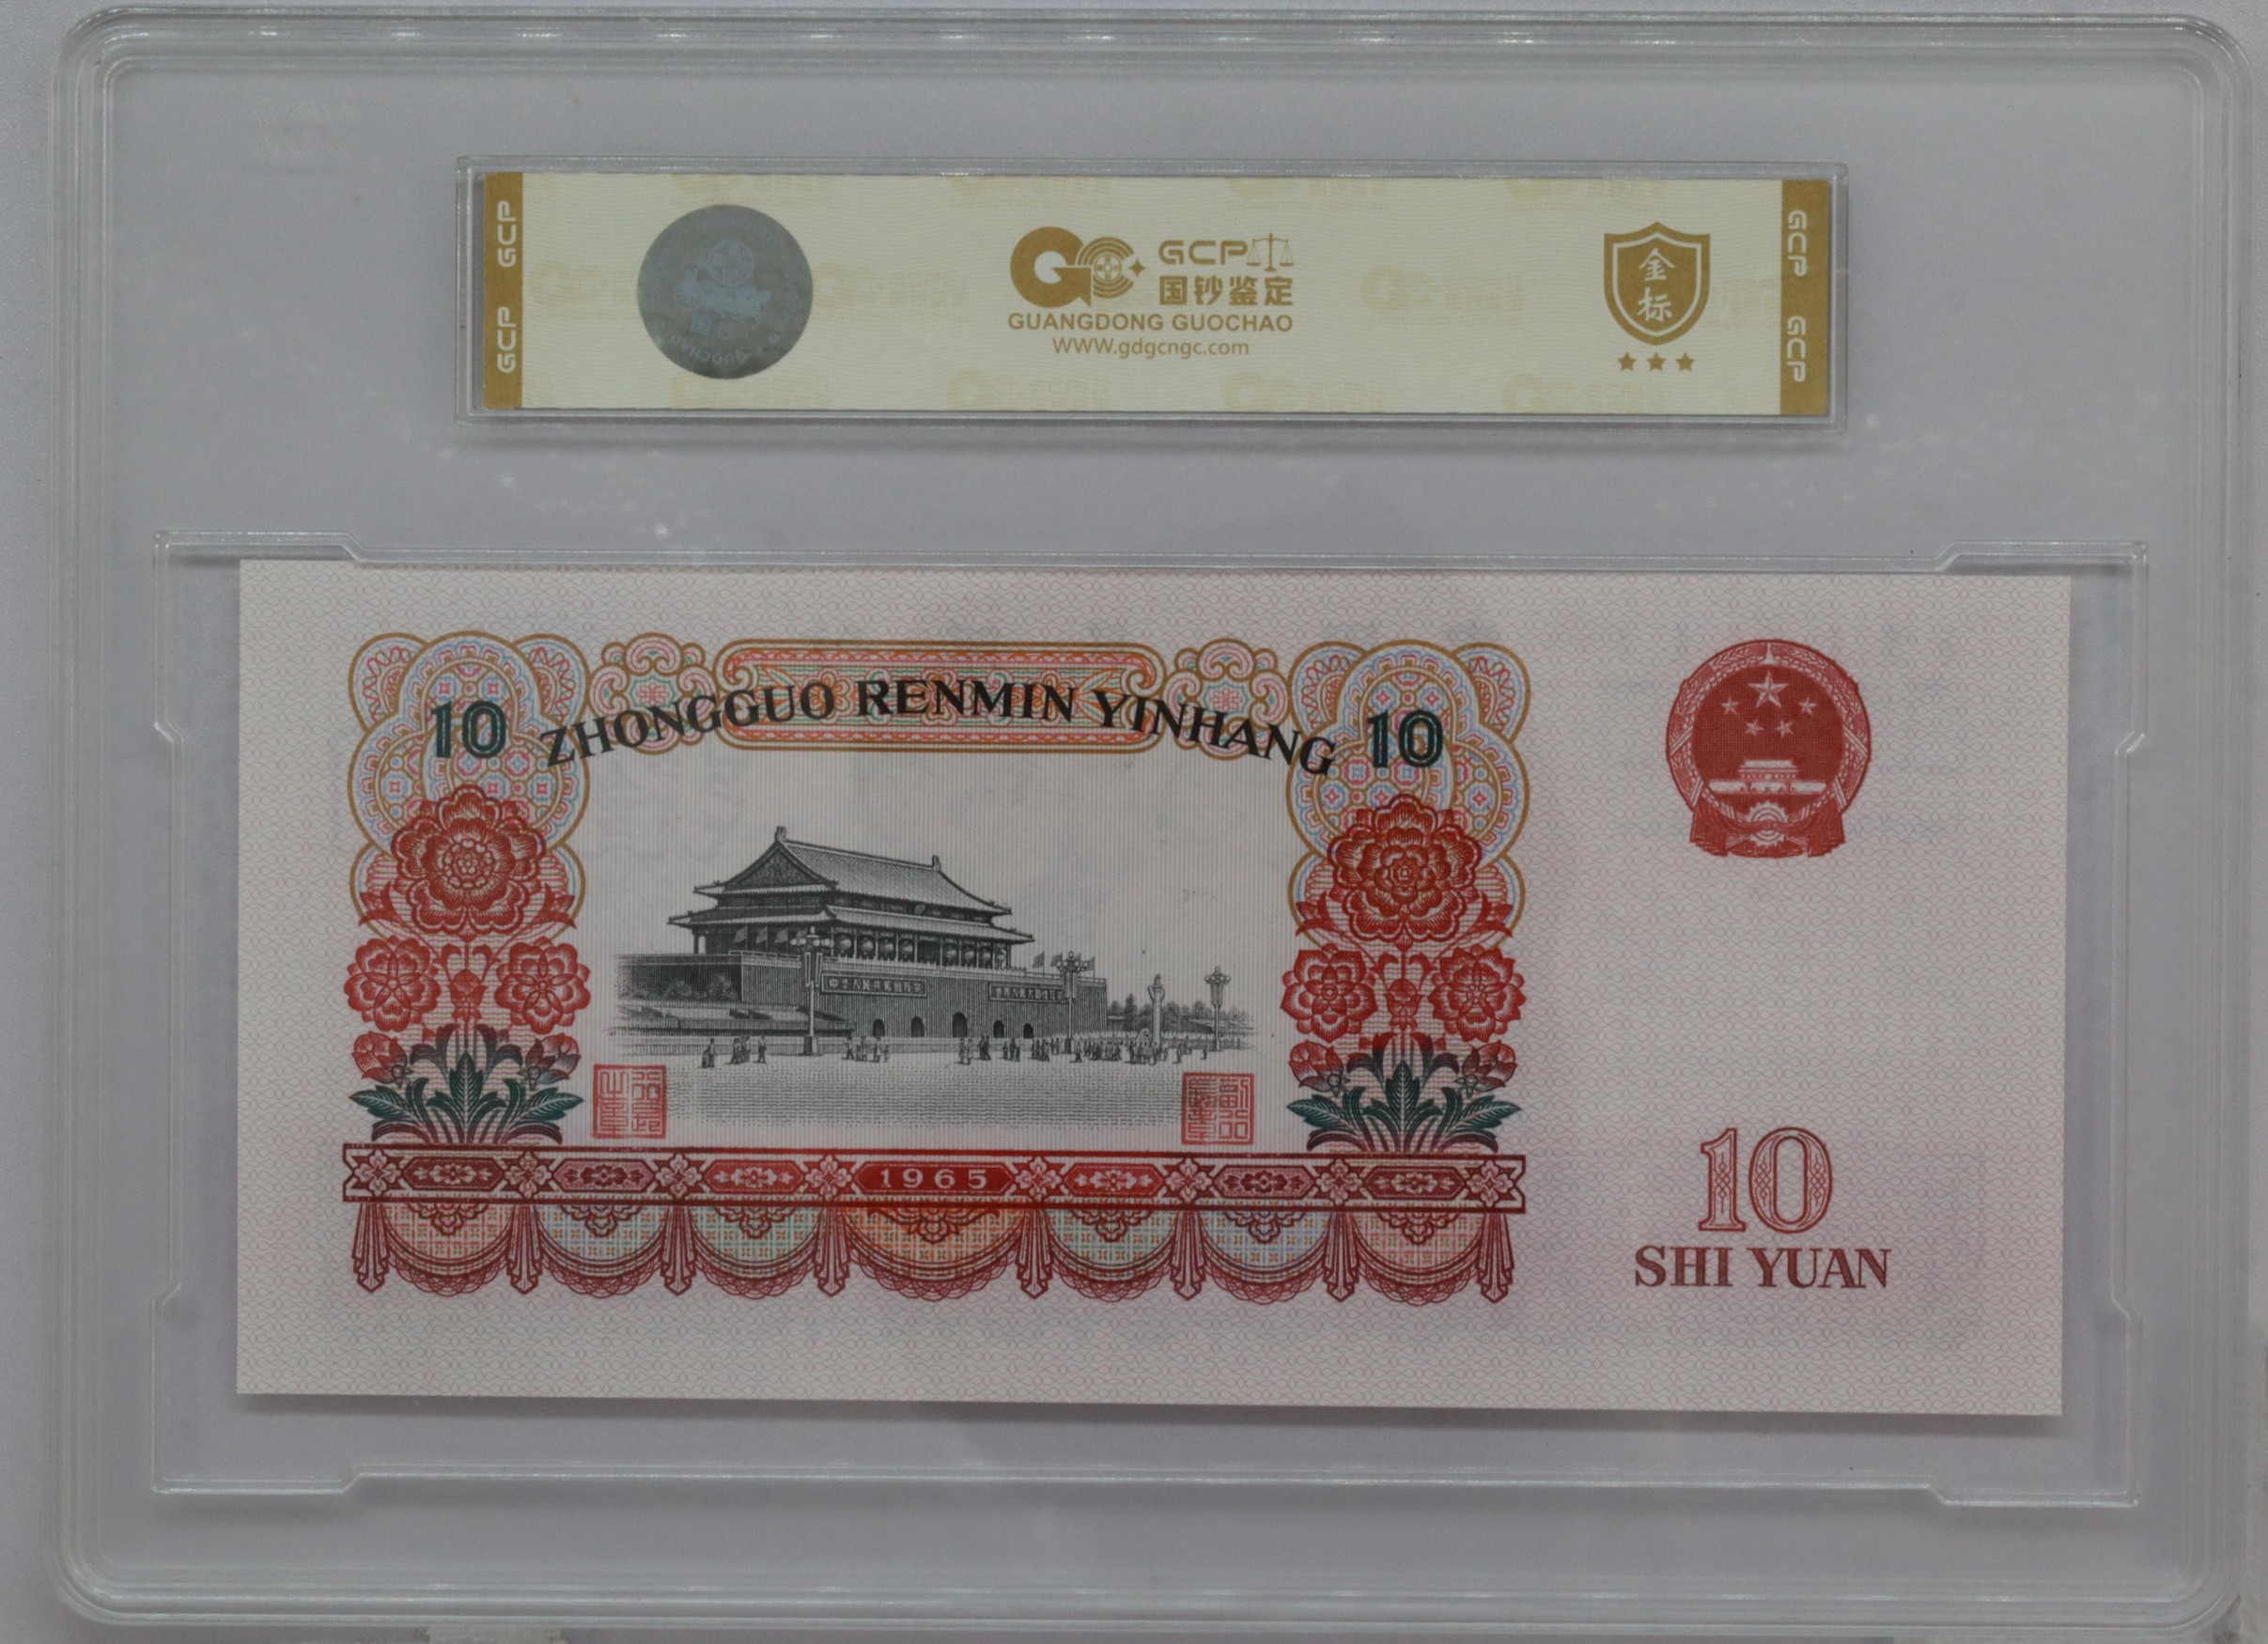 GCP
GCP
GCP
国钞鉴定
GUANGDONG GUOCHAO
WWW.gdgcngc.com
金标
GCP
GCP
10
ZHONGGUO RENMIN YINHANG
10
1965
10
SHI YUAN